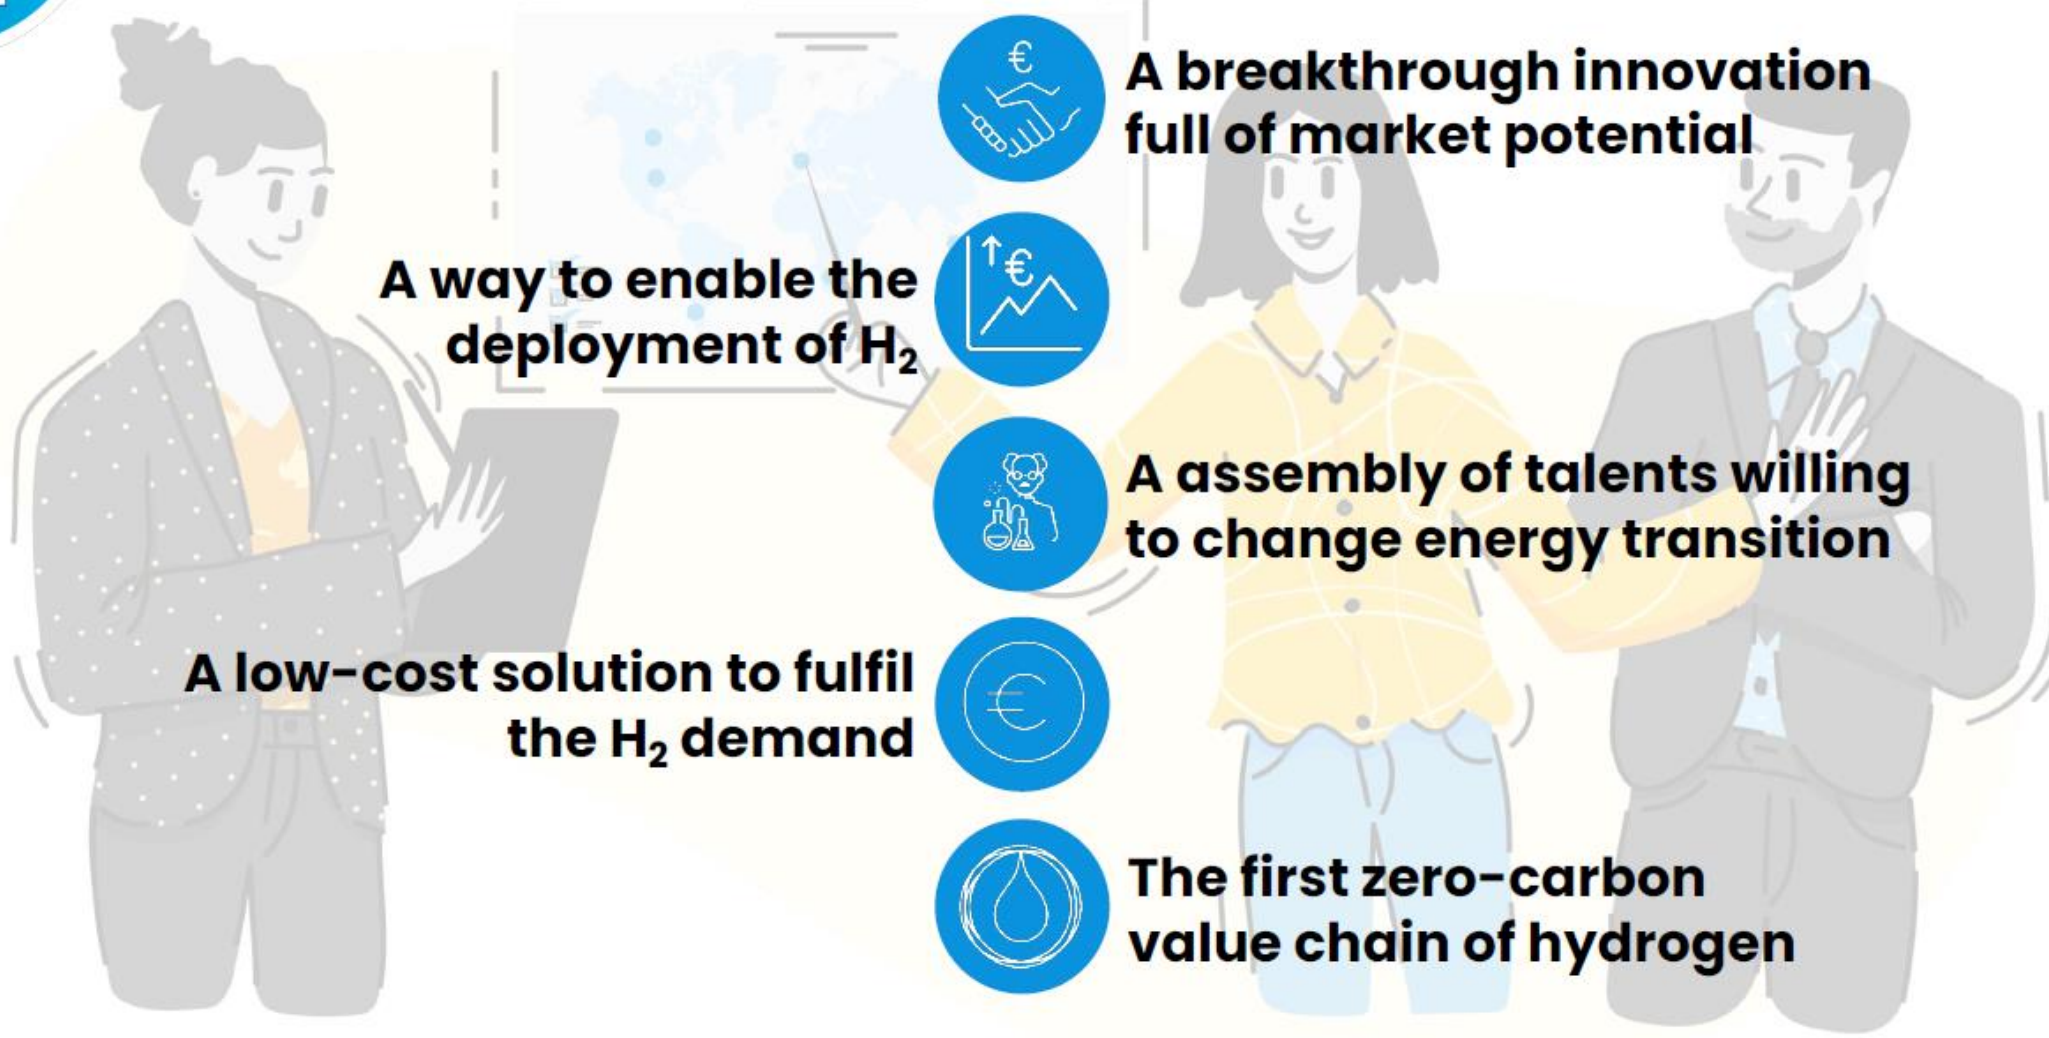 A breakthrough innovation
full of market potential
A way to enable the
deployment of H₂
A assembly of talents willing
to change energy transition
A low-cost solution to fulfil
the H₂ demand
The first zero-carbon
value chain of hydrogen